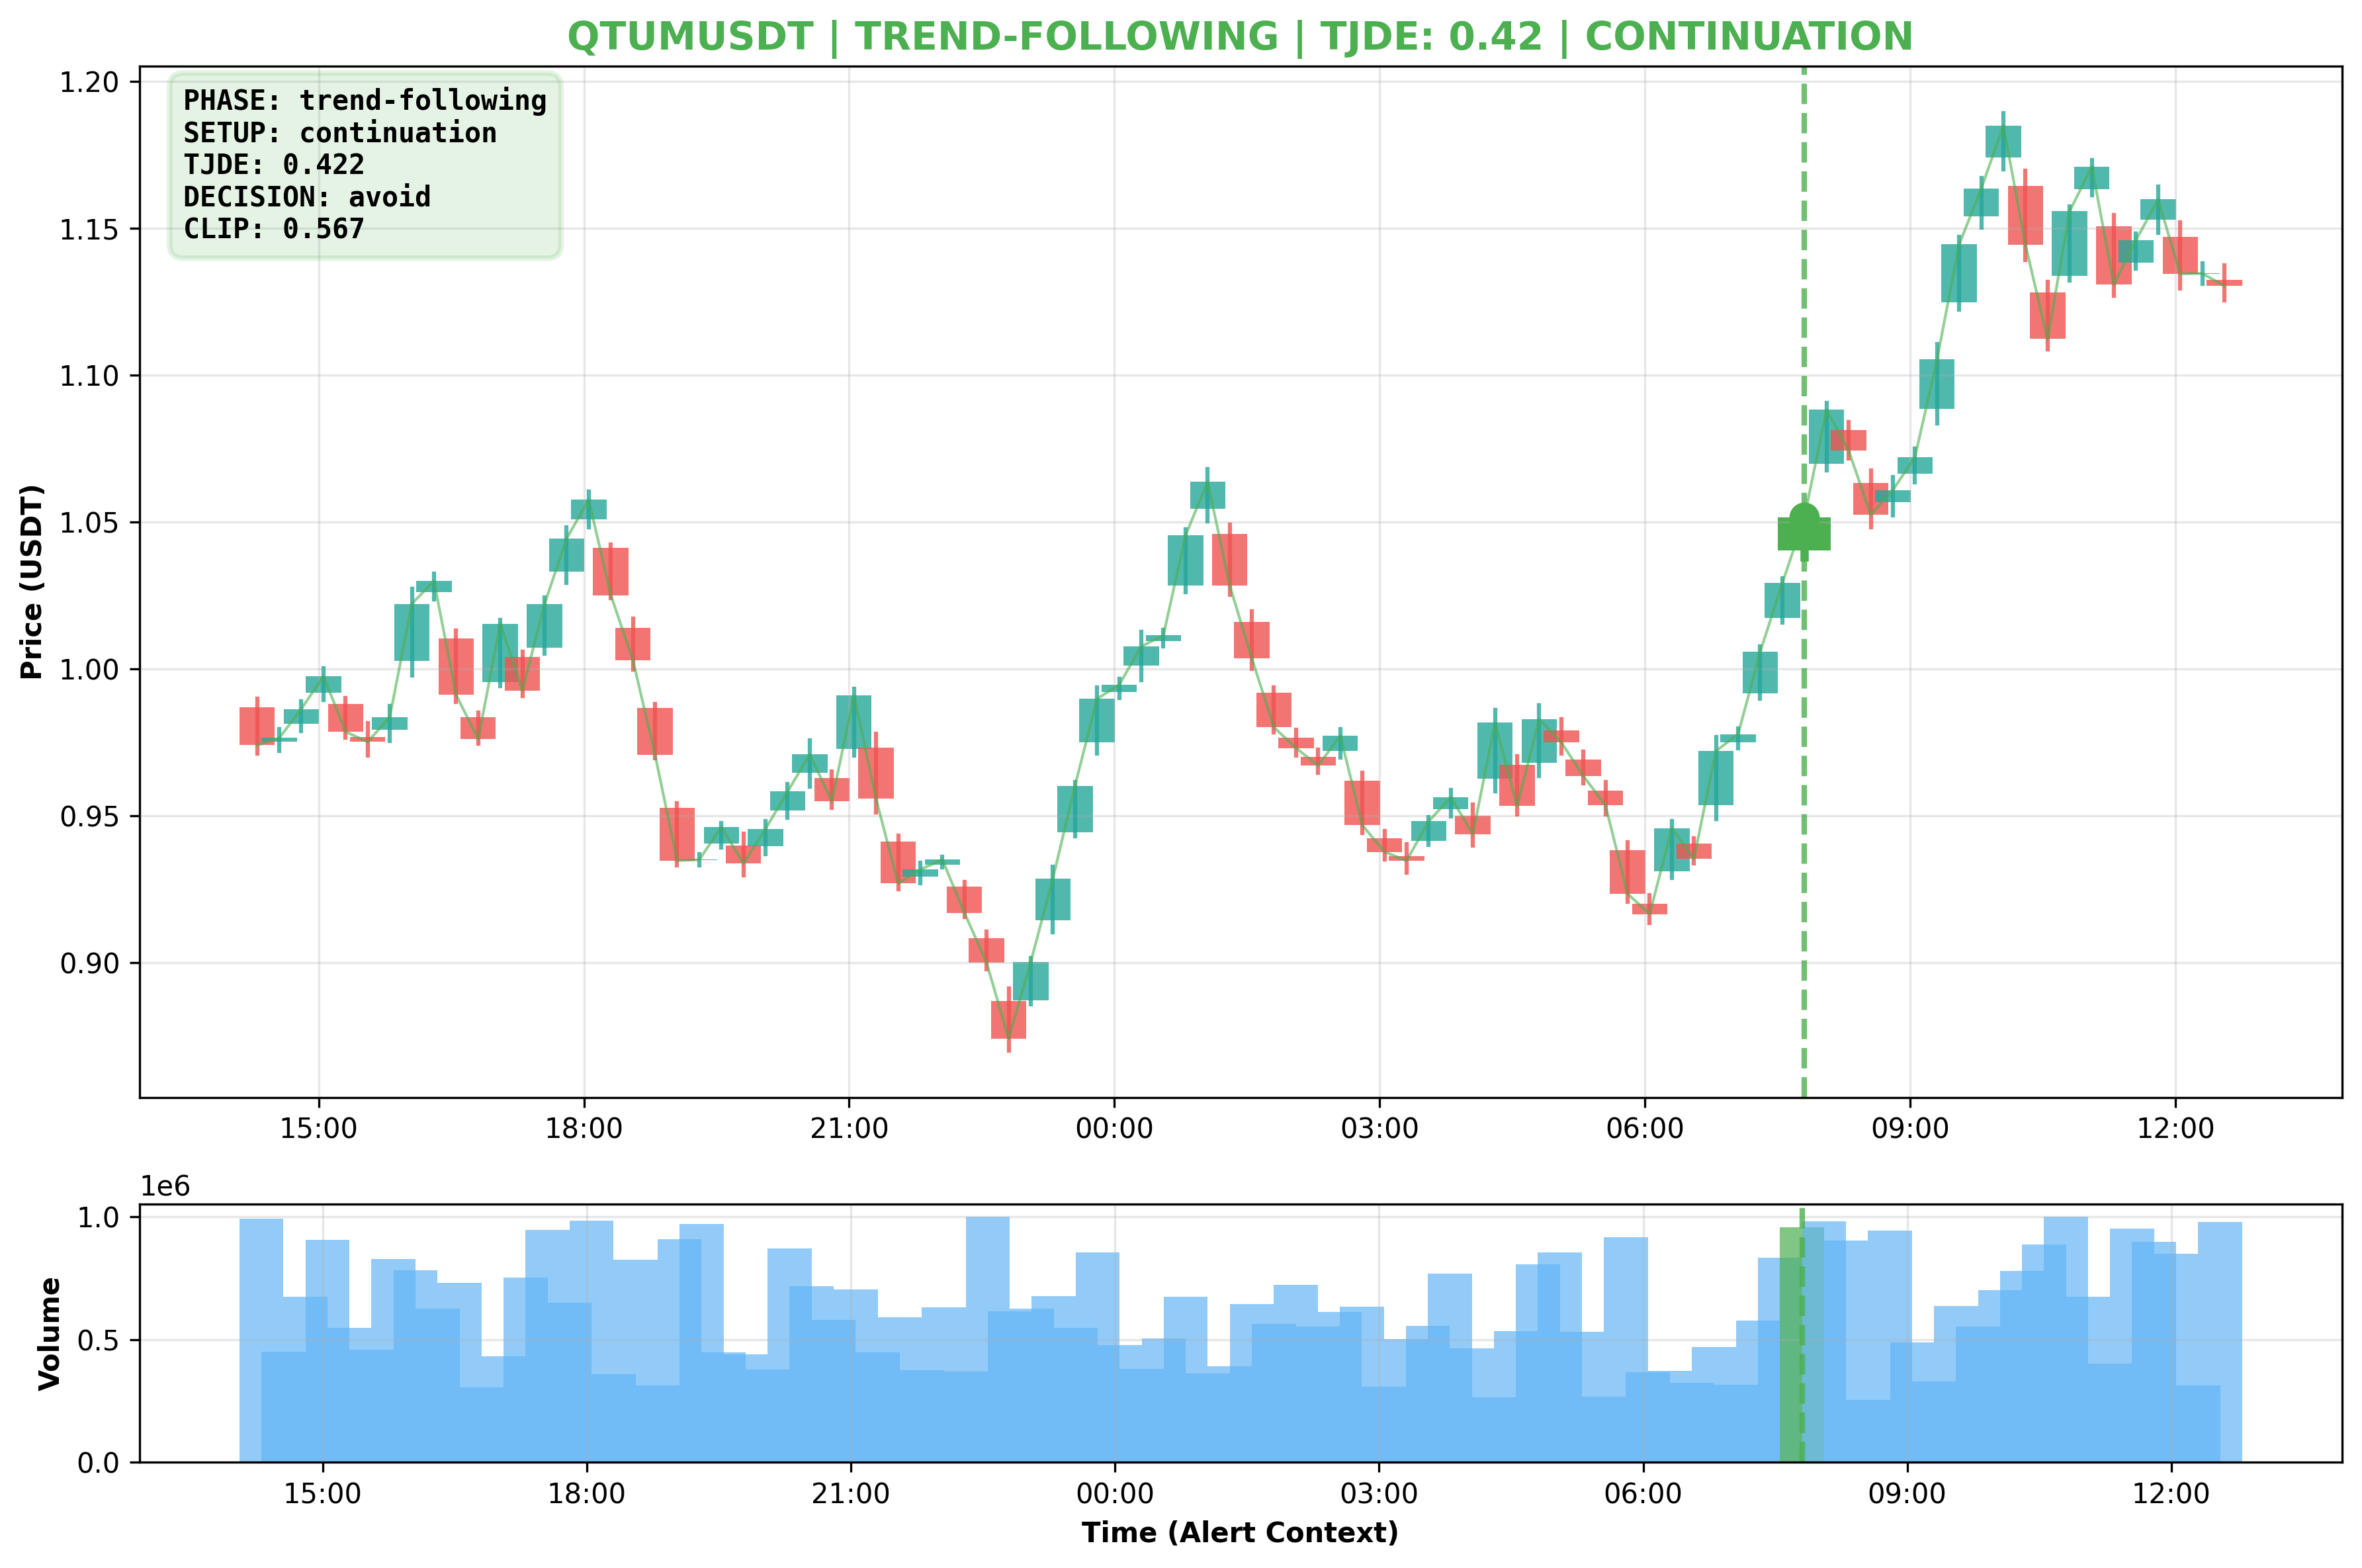 QTUMUSDT | TREND-FOLLOWING | TJDE: 0.42 | CONTINUATION
PHASE: trend-following
SETUP: continuation
TJDE: 0.422
DECISION: avoid
CLIP: 0.567
Price (USDT)
1.20
1.15
1.10
1.05
1.00
0.95
0.90
15:00 18:00 21:00 00:00 03:00 06:00 09:00 12:00
1e6
Volume
1.0
0.5
0.0
15:00 18:00 21:00 00:00 03:00 06:00 09:00 12:00
Time (Alert Context)